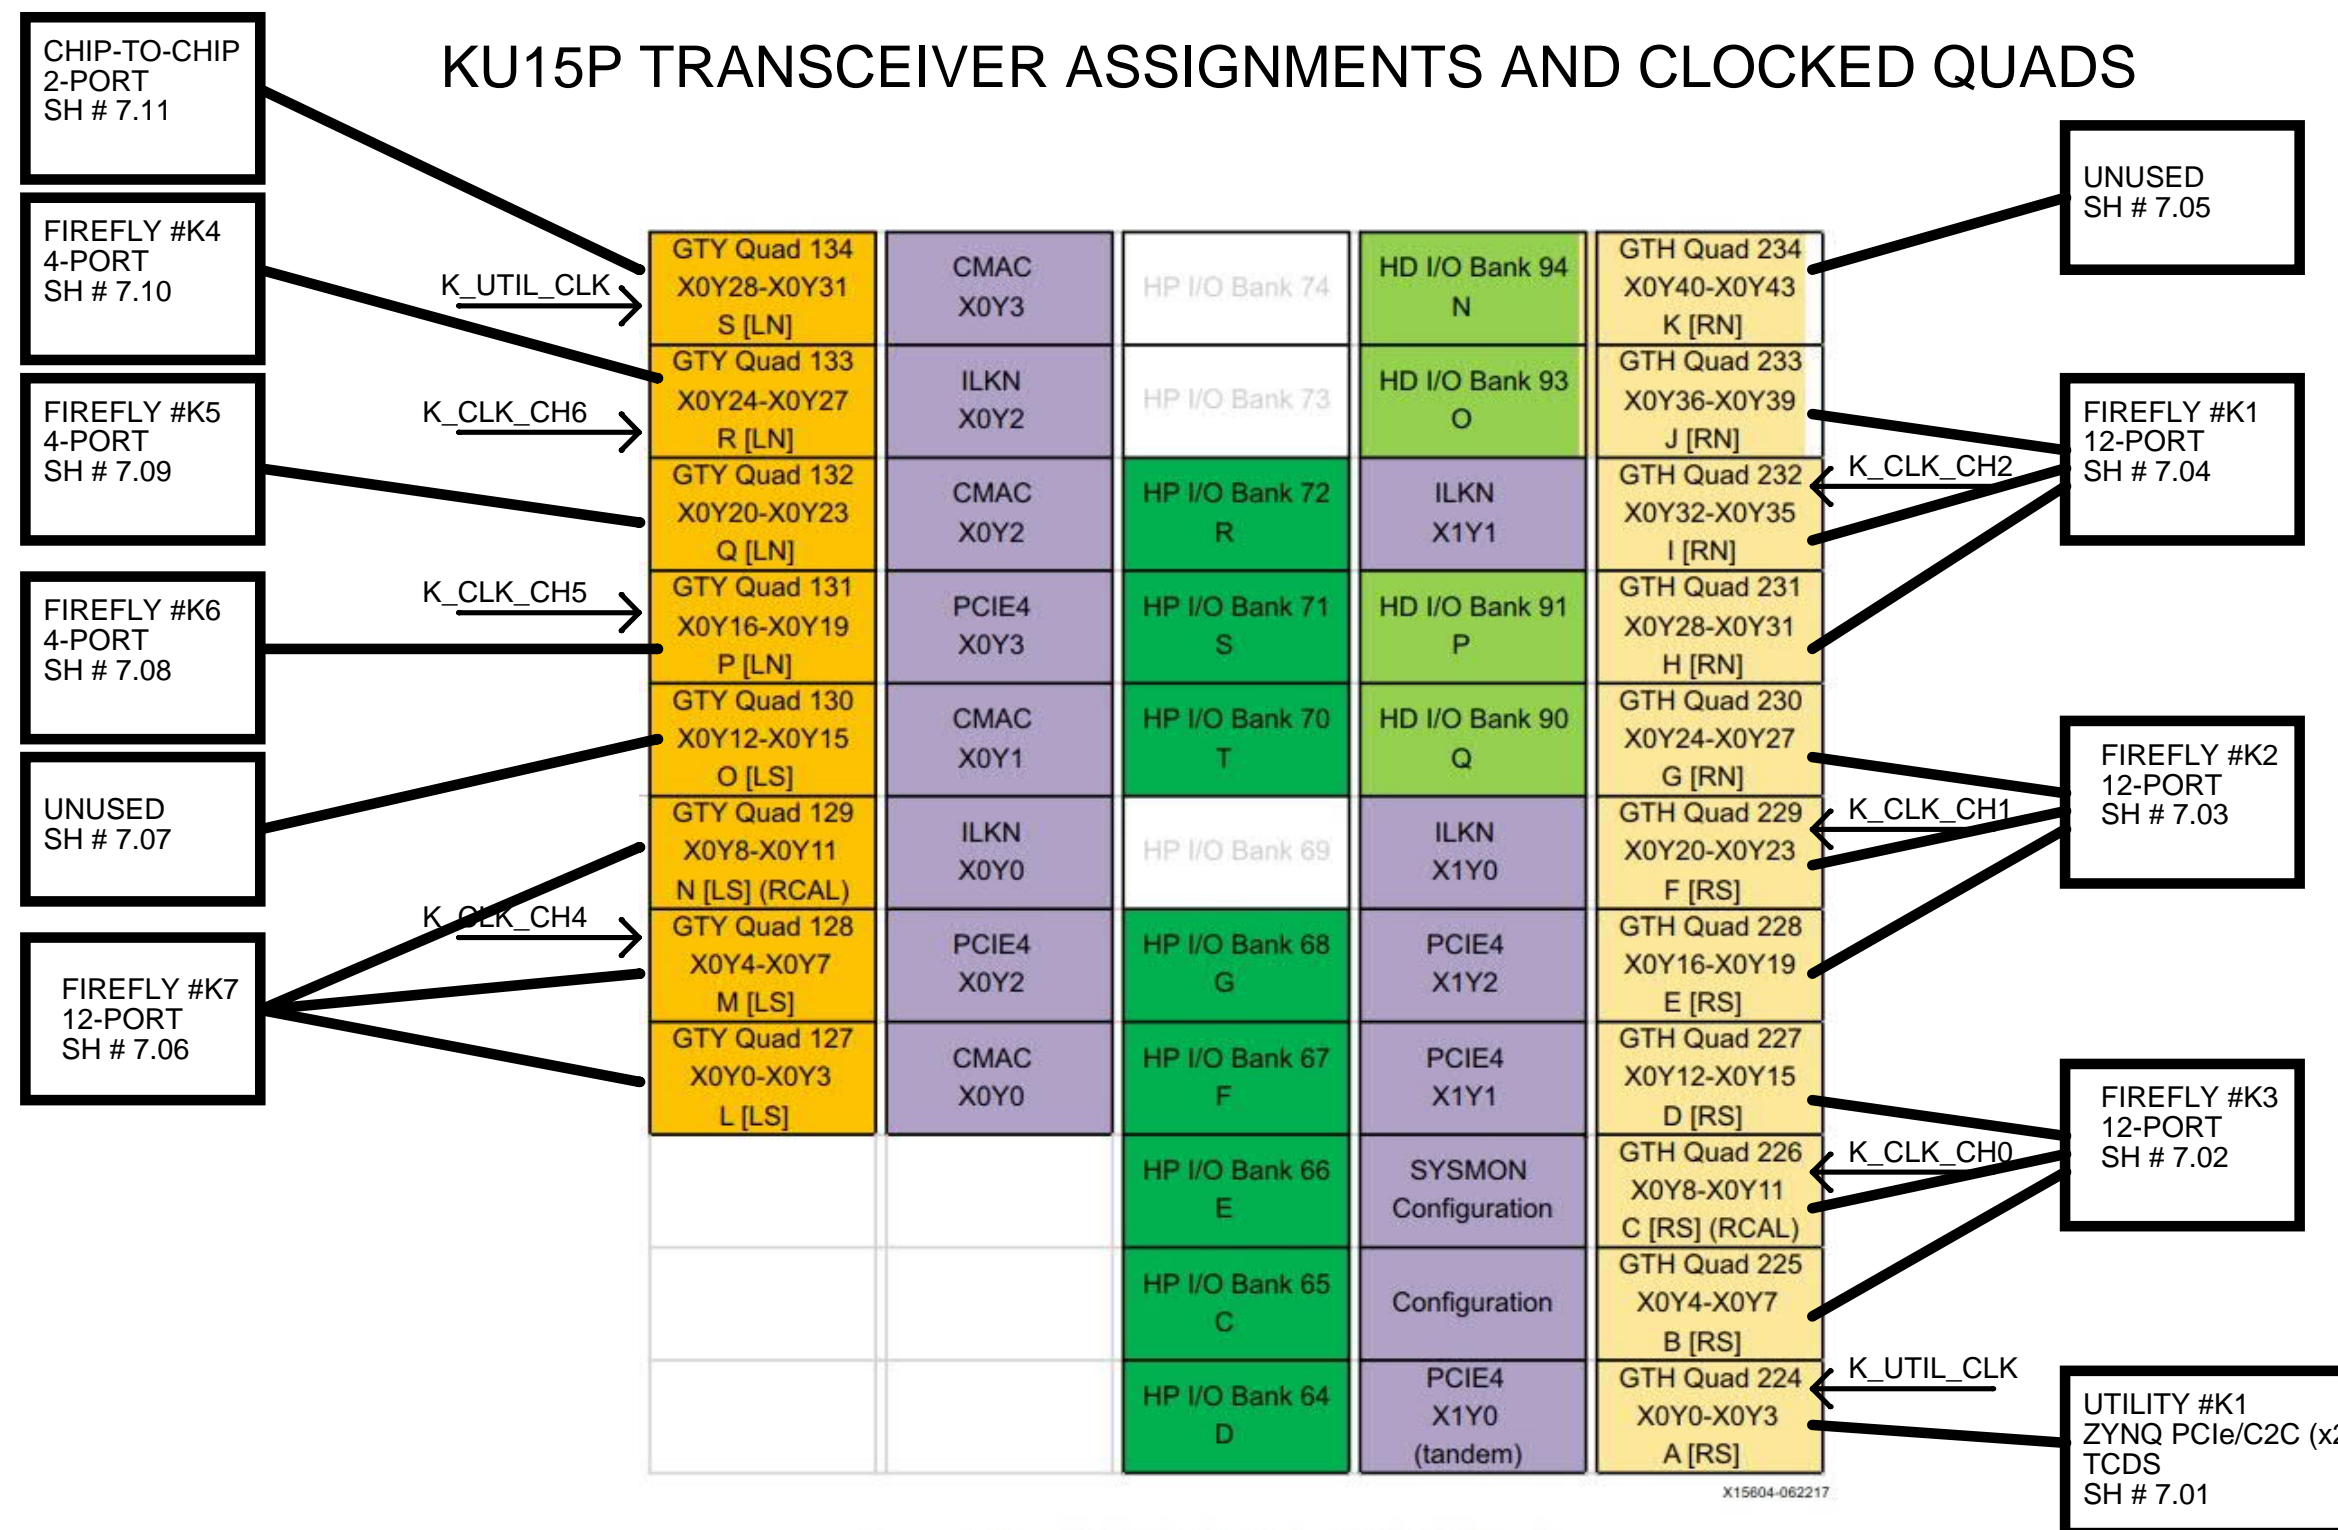 KU15P TRANSCEIVER ASSIGNMENTS AND CLOCKED QUADS
CHIP-TO-CHIP
2-PORT
SH # 7.11
FIREFLY #K4
4-PORT
SH # 7.10
FIREFLY #K5
4-PORT
SH # 7.09
FIREFLY #K6
4-PORT
SH # 7.08
UNUSED
SH # 7.07
FIREFLY #K7
12-PORT
SH # 7.06
K_UTIL_CLK
K_CLK_CH6
K_CLK_CH5
K_CLK_CH4
GTY Quad 134
X0Y28-X0Y31
S [LN]
GTY Quad 133
X0Y24-X0Y27
R [LN]
GTY Quad 132
X0Y20-X0Y23
Q [LN]
GTY Quad 131
X0Y16-X0Y19
P [LN]
GTY Quad 130
X0Y12-X0Y15
O [LS]
GTY Quad 129
X0Y8-X0Y11
N [LS] (RCAL)
GTY Quad 128
X0Y4-X0Y7
M [LS]
GTY Quad 127
X0Y0-X0Y3
L [LS]
CMAC
X0Y3
ILKN
X0Y2
CMAC
X0Y2
PCIE4
X0Y3
CMAC
X0Y1
ILKN
X0Y0
PCIE4
X0Y2
CMAC
X0Y0
HP I/O Bank 74
HP I/O Bank 73
HP I/O Bank 72
R
HP I/O Bank 71
S
HP I/O Bank 70
T
HP I/O Bank 69
HP I/O Bank 68
G
HP I/O Bank 67
F
HP I/O Bank 66
E
HP I/O Bank 65
C
HP I/O Bank 64
D
HD I/O Bank 94
N
HD I/O Bank 93
O
ILKN
X1Y1
HD I/O Bank 91
P
HD I/O Bank 90
Q
ILKN
X1Y0
PCIE4
X1Y2
PCIE4
X1Y1
SYSMON
Configuration
Configuration
PCIE4
X1Y0
(tandem)
GTH Quad 234
X0Y40-X0Y43
K [RN]
GTH Quad 233
X0Y36-X0Y39
J [RN]
GTH Quad 232
X0Y32-X0Y35
I [RN]
GTH Quad 231
X0Y28-X0Y31
H [RN]
GTH Quad 230
X0Y24-X0Y27
G [RN]
GTH Quad 229
X0Y20-X0Y23
F [RS]
GTH Quad 228
X0Y16-X0Y19
E [RS]
GTH Quad 227
X0Y12-X0Y15
D [RS]
GTH Quad 226
X0Y8-X0Y11
C [RS] (RCAL)
GTH Quad 225
X0Y4-X0Y7
B [RS]
GTH Quad 224
X0Y0-X0Y3
A [RS]
X15604-062217
K_CLK_CH2
K_CLK_CH1
K_CLK_CH0
K_UTIL_CLK
UNUSED
SH # 7.05
FIREFLY #K1
12-PORT
SH # 7.04
FIREFLY #K2
12-PORT
SH # 7.03
FIREFLY #K3
12-PORT
SH # 7.02
UTILITY #K1
ZYNQ PCIe/C2C (x2
TCDS
SH # 7.01